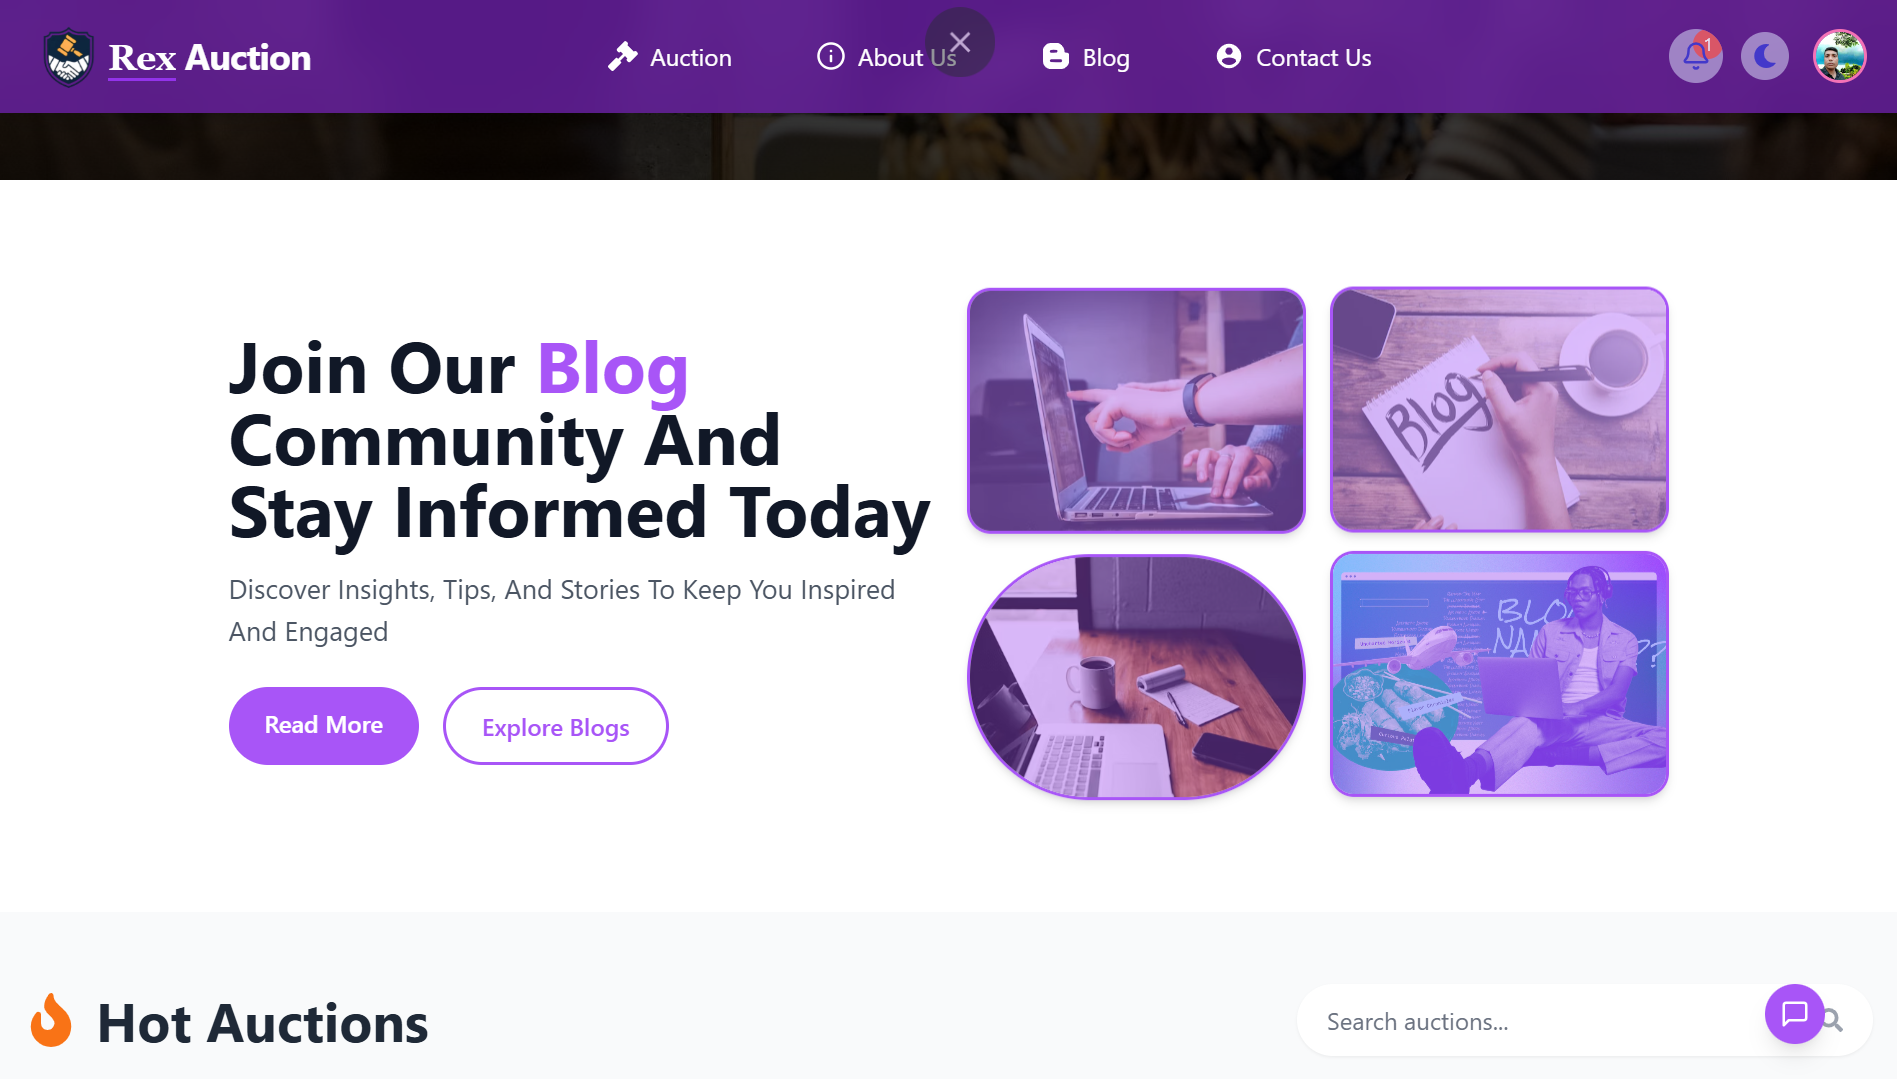 Rex Auction
Auction
About Us
Blog
Contact Us
1
Join Our Blog
Community And
Stay Informed Today
Discover Insights, Tips, And Stories To Keep You Inspired
And Engaged
Read More
Explore Blogs
Blog
BLOG
Hot Auctions
Search auctions...